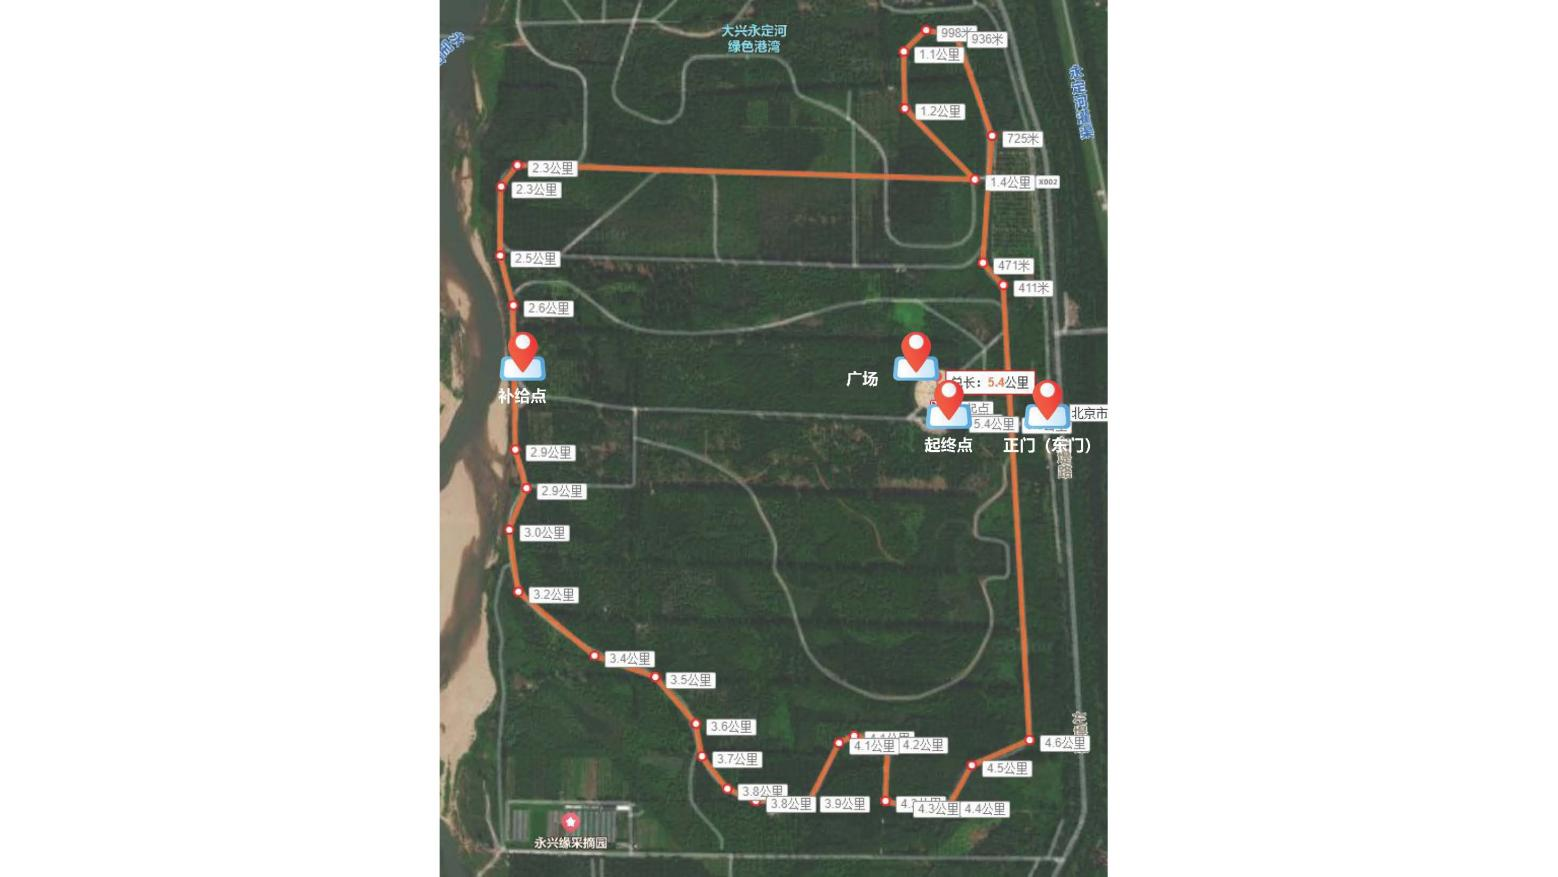 大兴永定河
绿色港湾
998米
936米
1.1公里
1.2公里
725米
1.4公里
X002
2.3公里
2.3公里
2.5公里
471米
411米
2.6公里
广场
总长：5.4公里
补给点
起点
北京市
5.4公里
起终点
正门（东门）
2.9公里
2.9公里
3.0公里
3.2公里
3.4公里
3.5公里
3.6公里
3.7公里
4.1公里
4.2公里
4.6公里
4.5公里
3.8公里
3.8公里
3.9公里
4.3公里
4.4公里
永兴缘采摘园